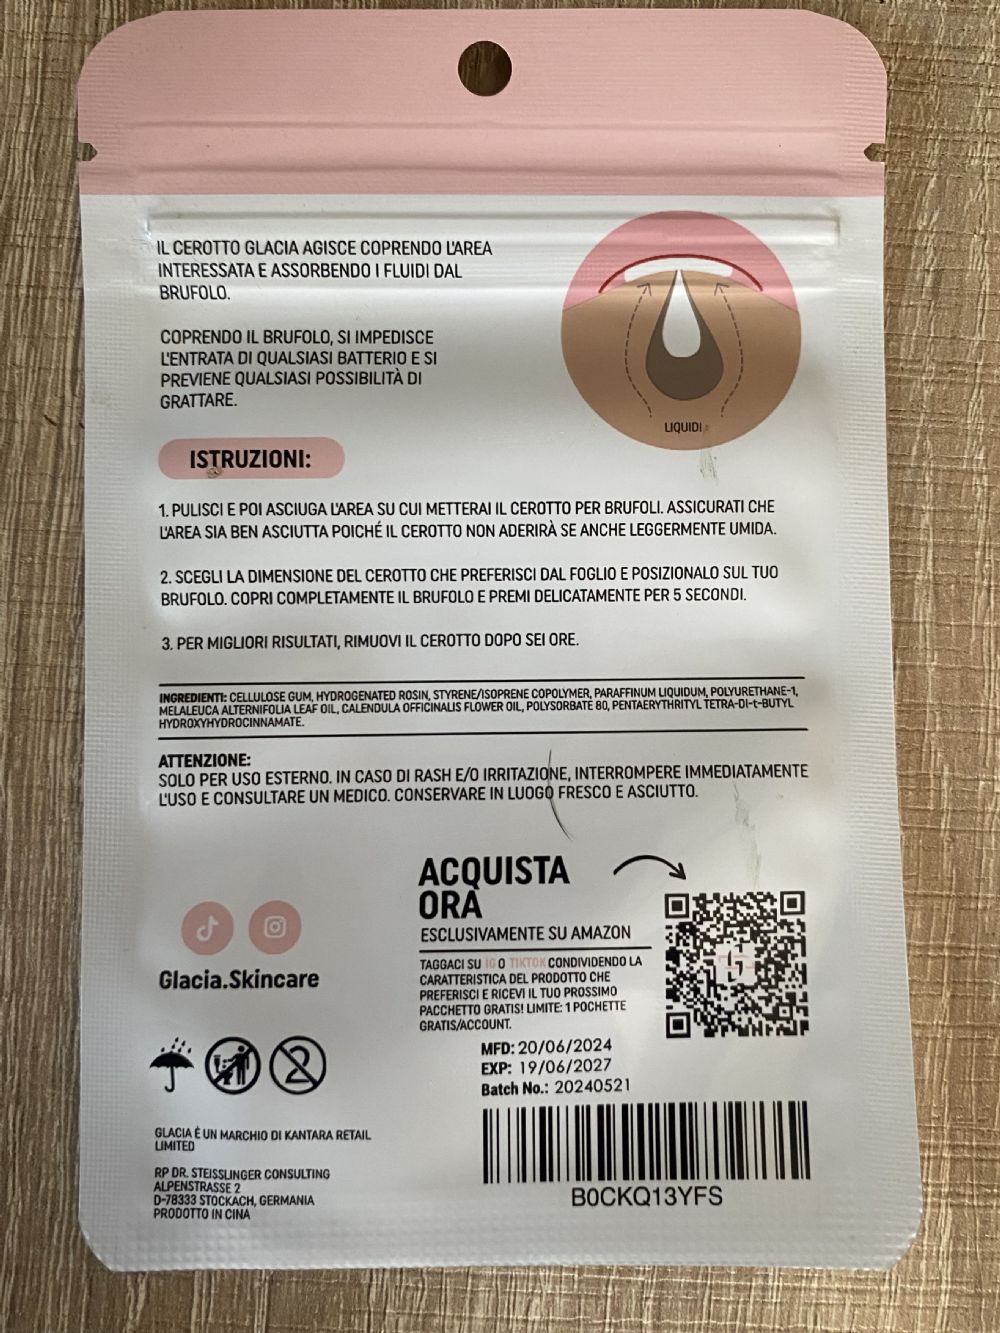 IL CEROTTO GLACIA AGISCE COPRENDO L'AREA
INTERESSATA E ASSORBENDO I FLUIDI DAL
BRUFOLO.
COPRENDO IL BRUFOLO, SI IMPEDISCE
L'ENTRATA DI QUALSIASI BATTERIO E SI
PREVIENE QUALSIASI POSSIBILITÀ DI
GRATTARE.
LIQUIDI
ISTRUZIONI:
1. PULISCI E POI ASCIUGA L'AREA SU CUI METTERAI IL CEROTTO PER BRUFOLI. ASSICURATI CHE
L'AREA SIA BEN ASCIUTTA POICHÉ IL CEROTTO NON ADERIRÀ SE ANCHE LEGGERMENTE UMIDA.
2. SCEGLI LA DIMENSIONE DEL CEROTTO CHE PREFERISCI DAL FOGLIO E POSIZIONALO SUL TUO
BRUFOLO. COPRI COMPLETAMENTE IL BRUFOLO E PREMI DELICATAMENTE PER 5 SECONDI.
3. PER MIGLIORI RISULTATI, RIMUOVI IL CEROTTO DOPO SEI ORE.
INGREDIENTI: CELLULOSE GUM, HYDROGENATED ROSIN, STYRENE/ISOPRENE COPOLYMER, PARAFFINUM LIQUIDUM, POLYURETHANE-1,
MELALEUCA ALTERNIFOLIA LEAF OIL, CALENDULA OFFICINALIS FLOWER OIL, POLYSORBATE 80, PENTAERYTHRITYL TETRA-DI-t-BUTYL
HYDROXYHYDROCINNAMATE.
ATTENZIONE:
SOLO PER USO ESTERNO. IN CASO DI RASH E/O IRRITAZIONE, INTERROMPERE IMMEDIATAMENTE
L'USO E CONSULTARE UN MEDICO. CONSERVARE IN LUOGO FRESCO E ASCIUTTO.
ACQUISTA
ORA
ESCLUSIVAMENTE SU AMAZON
TAGGACI SU IG O TIKTOK CONDIVIDENDO LA
CARATTERISTICA DEL PRODOTTO CHE
PREFERISCI E RICEVI IL TUO PROSSIMO
PACCHETTO GRATIS! LIMITE: 1 POCHETTE
GRATIS/ACCOUNT.
Glacia.Skincare
MFD: 20/06/2024
EXP: 19/06/2027
Batch No.: 20240521
B0CKQ13YFS
2
GLACIA È UN MARCHIO DI KANTARA RETAIL
LIMITED
RP DR. STEISSLINGER CONSULTING
ALPENSTRASSE 2
D-78333 STOCKACH, GERMANIA
PRODOTTO IN CINA